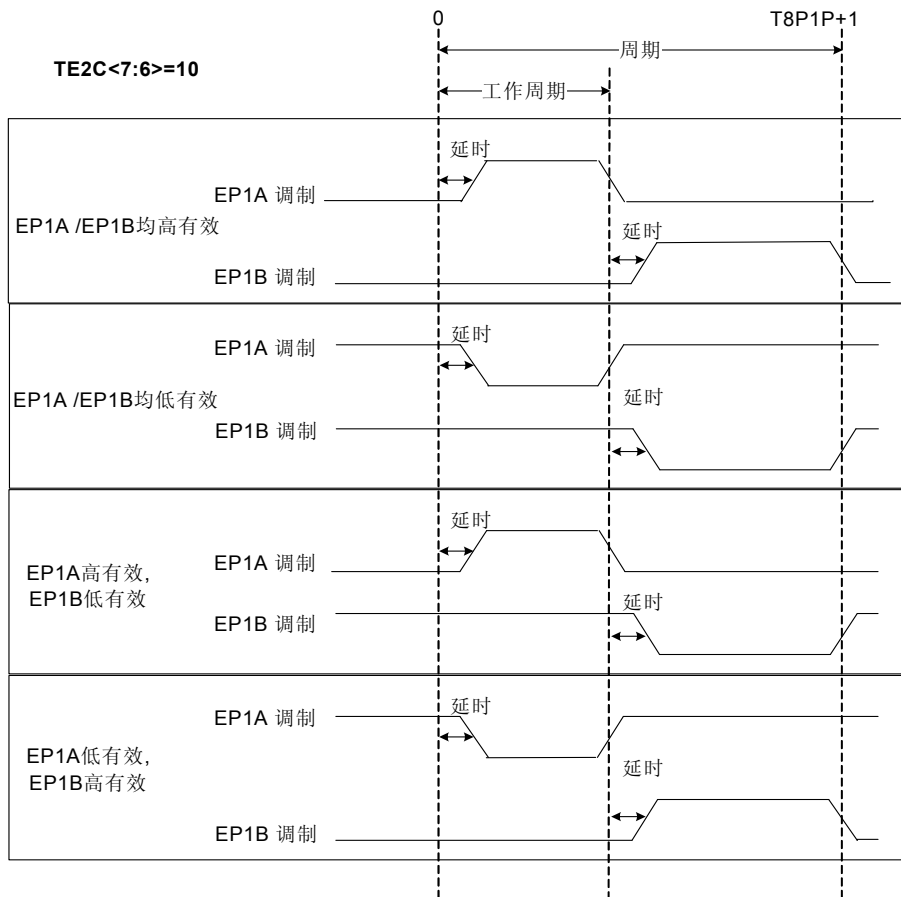 0
T8P1P+1
周期
TE2C<7:6>=10
工作周期
延时
EP1A 调制
EP1A /EP1B均高有效
延时
EP1B 调制
延时
EP1A 调制
EP1A /EP1B均低有效
延时
EP1B 调制
延时
EP1A 调制
EP1A高有效,
EP1B低有效
延时
EP1B 调制
延时
EP1A 调制
EP1A低有效,
EP1B高有效
延时
EP1B 调制